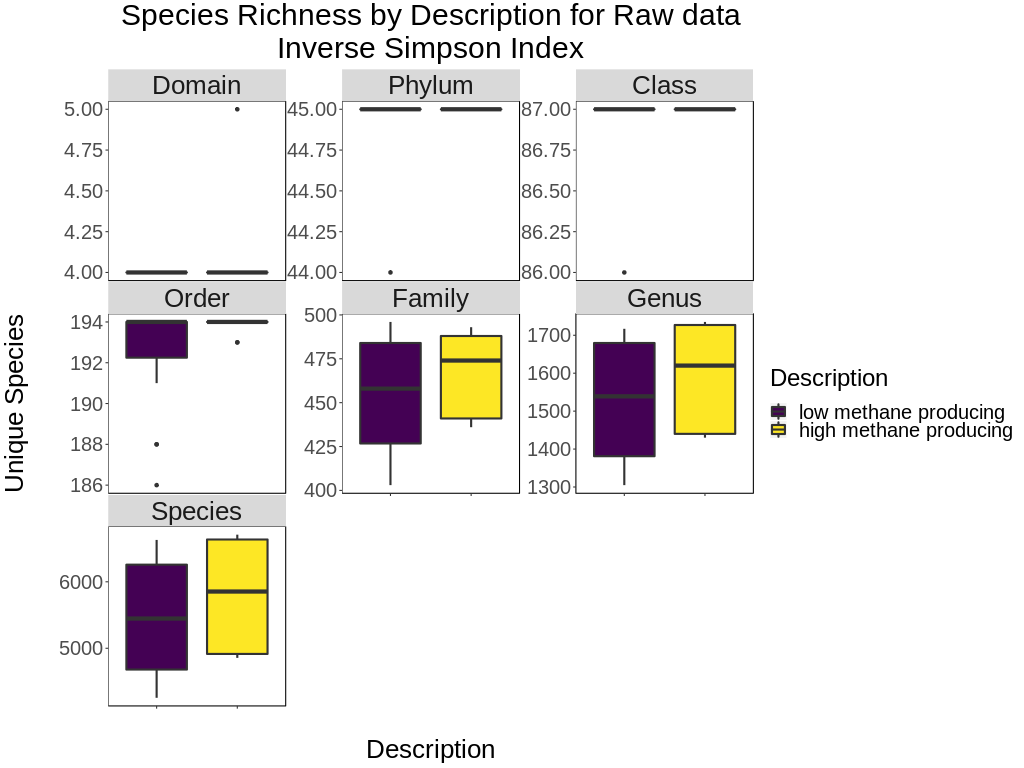 Species Richness by Description for Raw data
Inverse Simpson Index
Domain
Phylum
Class
5.00
4.75
4.50
4.25
4.00
45.00
44.75
44.50
44.25
44.00
87.00
86.75
86.50
86.25
86.00
Order
Family
Genus
194
192
190
188
186
500
475
450
425
400
1700
1600
1500
1400
1300
Species
6000
5000
Unique Species
Description
Description
low methane producing
high methane producing